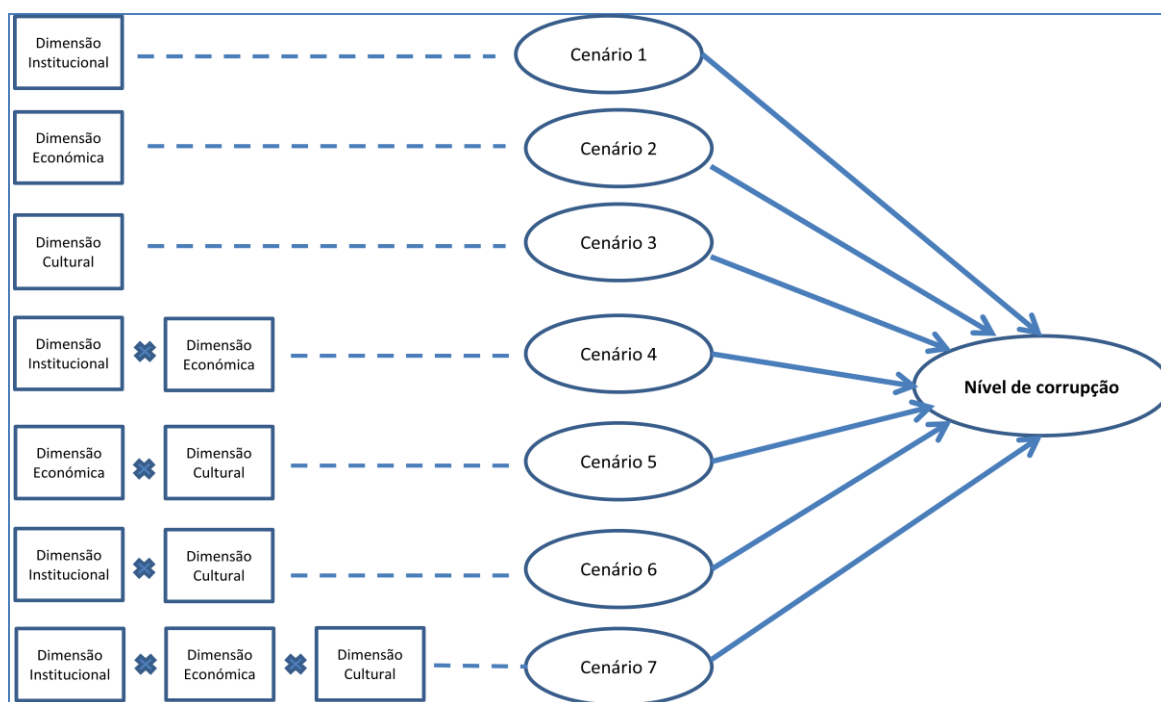 Dimensão
Institucional
Cenário 1
Dimensão
Económica
Cenário 2
Dimensão
Cultural
Cenário 3
Dimensão
Institucional
Dimensão
Económica
Cenário 4
Nível de corrupção
Dimensão
Económica
Dimensão
Cultural
Cenário 5
Dimensão
Institucional
Dimensão
Cultural
Cenário 6
Dimensão
Institucional
Dimensão
Económica
Dimensão
Cultural
Cenário 7